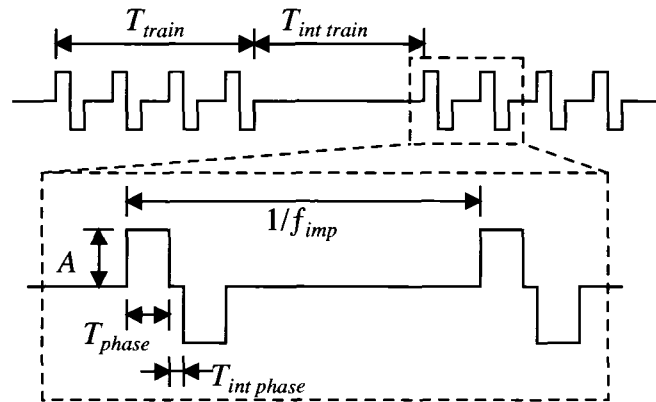 T_train
T_int train
1/f_imp
A
T_phase
T_int phase